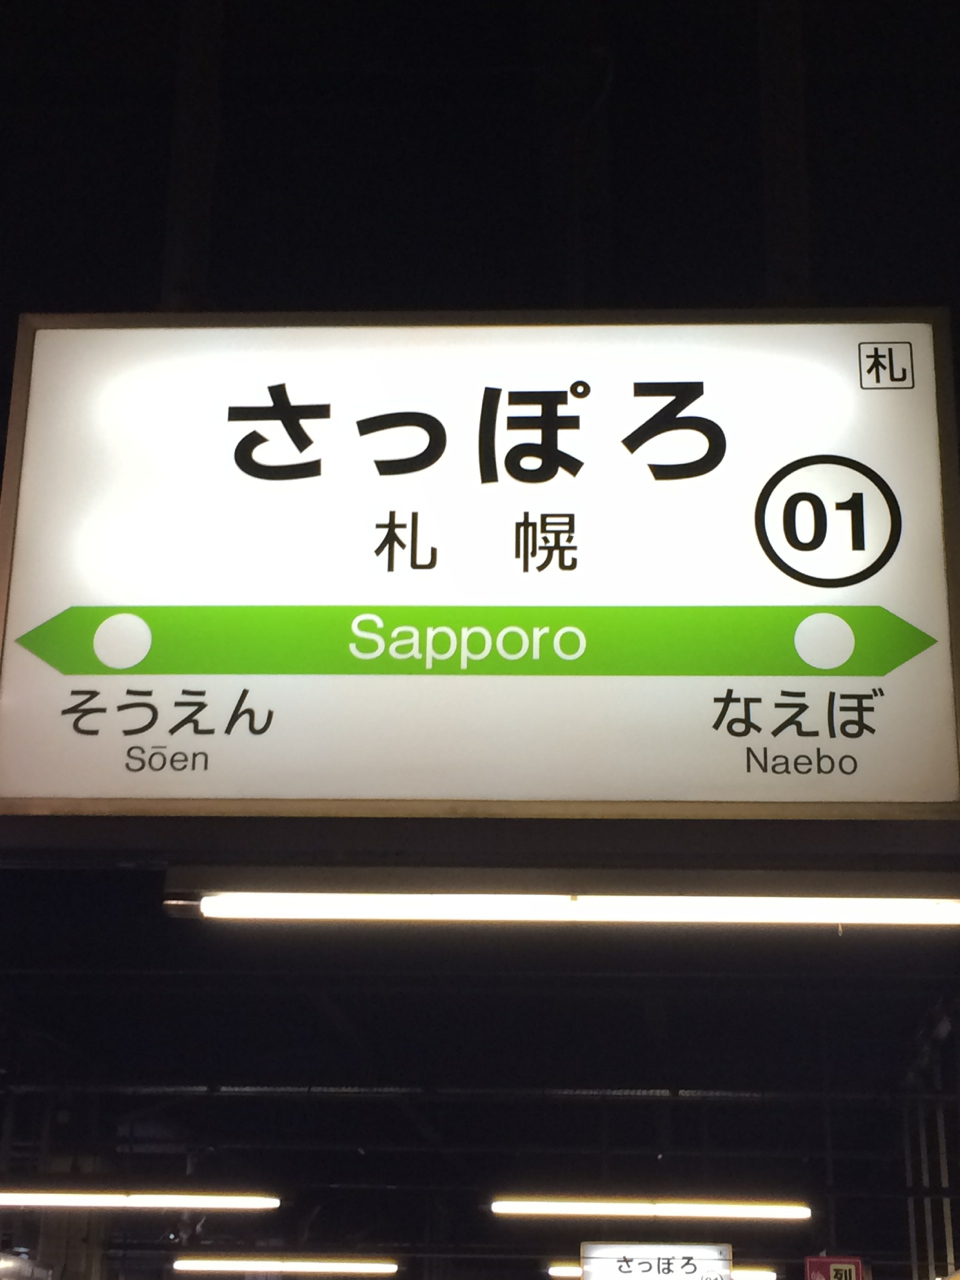 札
さっぽろ
01
札 幌
Sapporo
そうえん
Sōen
なえぼ
Naebo
さっぽろ